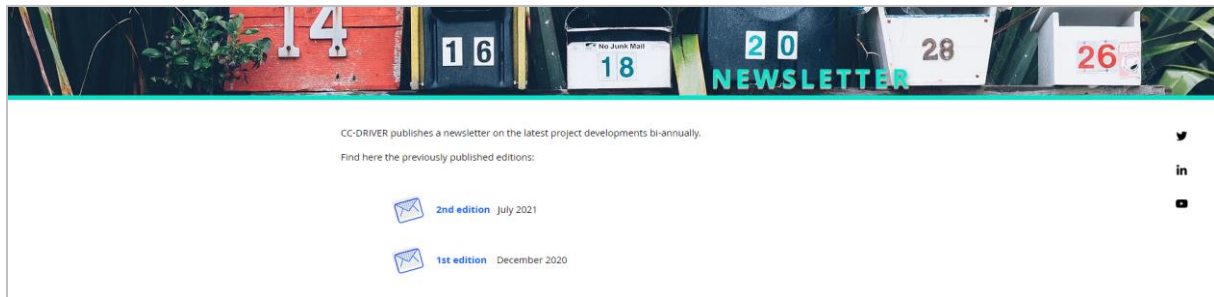 14
16
No Junk Mail
18
20
28
26
NEWSLETTER
CC-DRIVER publishes a newsletter on the latest project developments bi-annually.
Find here the previously published editions:
2nd edition July 2021
1st edition December 2020
in